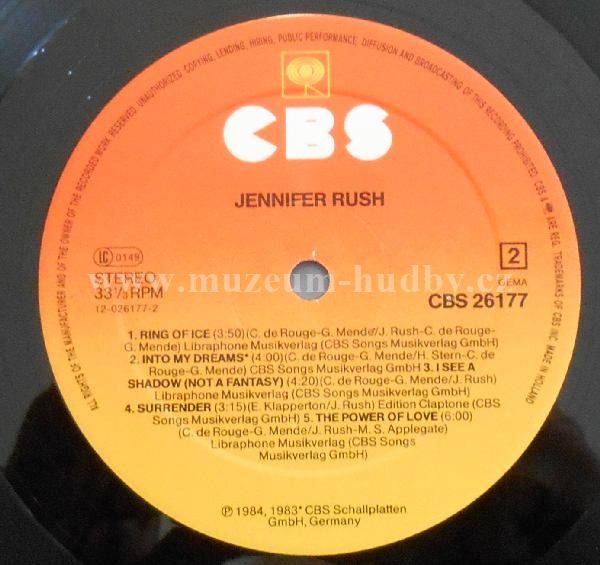 ALL RIGHTS OF THE MANUFACTURER AND OF THE OWNER OF THE RECORDED WORK RESERVED. UNAUTHORIZED COPYING, LENDING, HIRING, PUBLIC PERFORMANCE, DIFFUSION AND BROADCASTING OF THIS RECORDING PROHIBITED. CBS & ARE REG. TRADEMARKS OF CBS INC. MADE IN HOLLAND
CBS
JENNIFER RUSH
LC 0149
2
STEREO
GEMA
33⅓ RPM
CBS 26177
12-026177-2
www.muzeum-hudby.cz
1. RING OF ICE (3:50)(C. de Rouge-G. Mende/J. Rush-C. de Rouge-
G. Mende) Libraphone Musikverlag (CBS Songs Musikverlag GmbH)
2. INTO MY DREAMS* (4:00)(C. de Rouge-G. Mende/H. Stern-C. de
Rouge-G. Mende) CBS Songs Musikverlag GmbH 3. I SEE A
SHADOW (NOT A FANTASY) (4:20)(C. de Rouge-G. Mende/J. Rush)
Libraphone Musikverlag (CBS Songs Musikverlag GmbH)
4. SURRENDER (3:15)(E. Klapperton/J. Rush) Edition Claptone (CBS
Songs Musikverlag GmbH) 5. THE POWER OF LOVE (6:00)
(C. de Rouge-G. Mende/J. Rush-M. S. Applegate)
Libraphone Musikverlag (CBS Songs
Musikverlag GmbH)
℗ 1984, 1983* CBS Schallplatten
GmbH, Germany